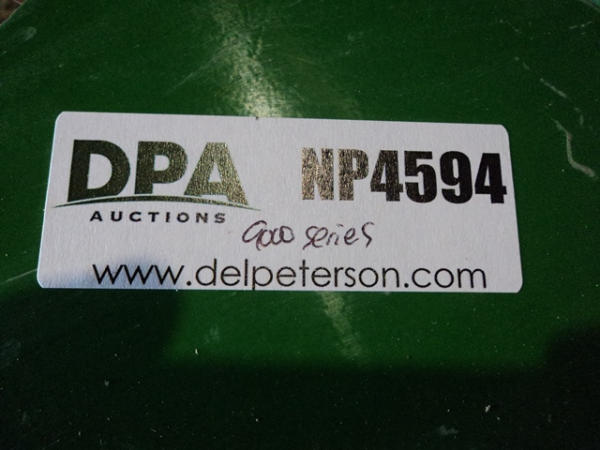 DPA NP4594
AUCTIONS
9000 series
www.delpeterson.com